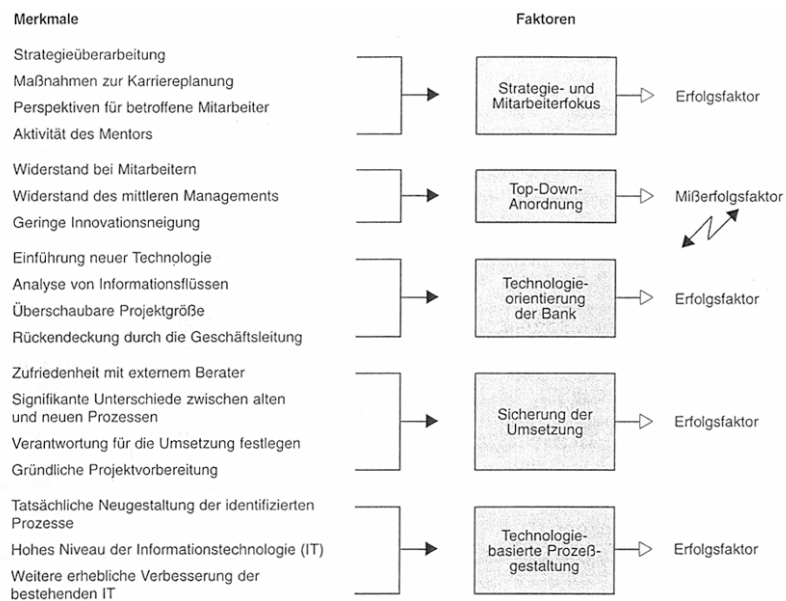 Merkmale
Faktoren
Strategieüberarbeitung
Maßnahmen zur Karriereplanung
Perspektiven für betroffene Mitarbeiter
Aktivität des Mentors
Strategie- und
Mitarbeiterfokus
Erfolgsfaktor
Widerstand bei Mitarbeitern
Widerstand des mittleren Managements
Geringe Innovationsneigung
Top-Down-
Anordnung
Mißerfolgsfaktor
Einführung neuer Technologie
Analyse von Informationsflüssen
Überschaubare Projektgröße
Rückendeckung durch die Geschäftsleitung
Technologie-
orientierung
der Bank
Erfolgsfaktor
Zufriedenheit mit externem Berater
Signifikante Unterschiede zwischen alten
und neuen Prozessen
Verantwortung für die Umsetzung festlegen
Gründliche Projektvorbereitung
Sicherung der
Umsetzung
Erfolgsfaktor
Tatsächliche Neugestaltung der identifizierten
Prozesse
Hohes Niveau der Informationstechnologie (IT)
Weitere erhebliche Verbesserung der
bestehenden IT
Technologie-
basierte Prozeß-
gestaltung
Erfolgsfaktor